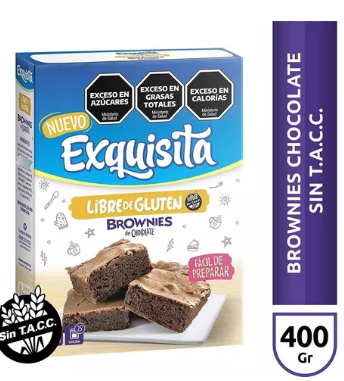 EXCESO EN
AZÚCARES
Ministerio
de Salud
EXCESO EN
GRASAS
TOTALES
Ministerio
de Salud
EXCESO EN
CALORÍAS
Ministerio
de Salud
NUEVO
Exquisita
LIBRE DE GLUTEN
BROWNIES
de CHOCOLATE
FÁCIL DE
PREPARAR
Sin T.A.C.C.
BROWNIES CHOCOLATE
SIN T.A.C.C.
400
Gr